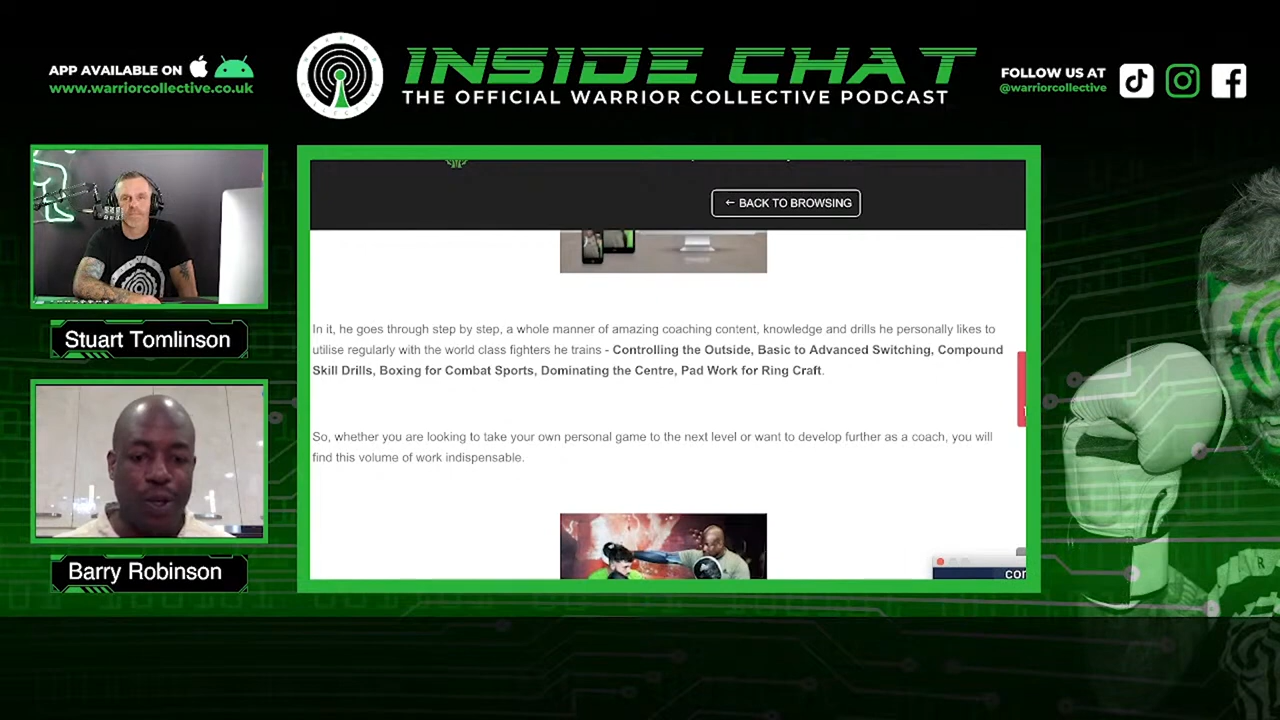 APP AVAILABLE ON
www.warriorcollective.co.uk
INSIDE CHAT
THE OFFICIAL WARRIOR COLLECTIVE PODCAST
FOLLOW US AT
@warriorcollective
← BACK TO BROWSING
Stuart Tomlinson
Barry Robinson
In it, he goes through step by step, a whole manner of amazing coaching content, knowledge and drills he personally likes to
utilise regularly with the world class fighters he trains - Controlling the Outside, Basic to Advanced Switching, Compound
Skill Drills, Boxing for Combat Sports, Dominating the Centre, Pad Work for Ring Craft.
So, whether you are looking to take your own personal game to the next level or want to develop further as a coach, you will
find this volume of work indispensable.